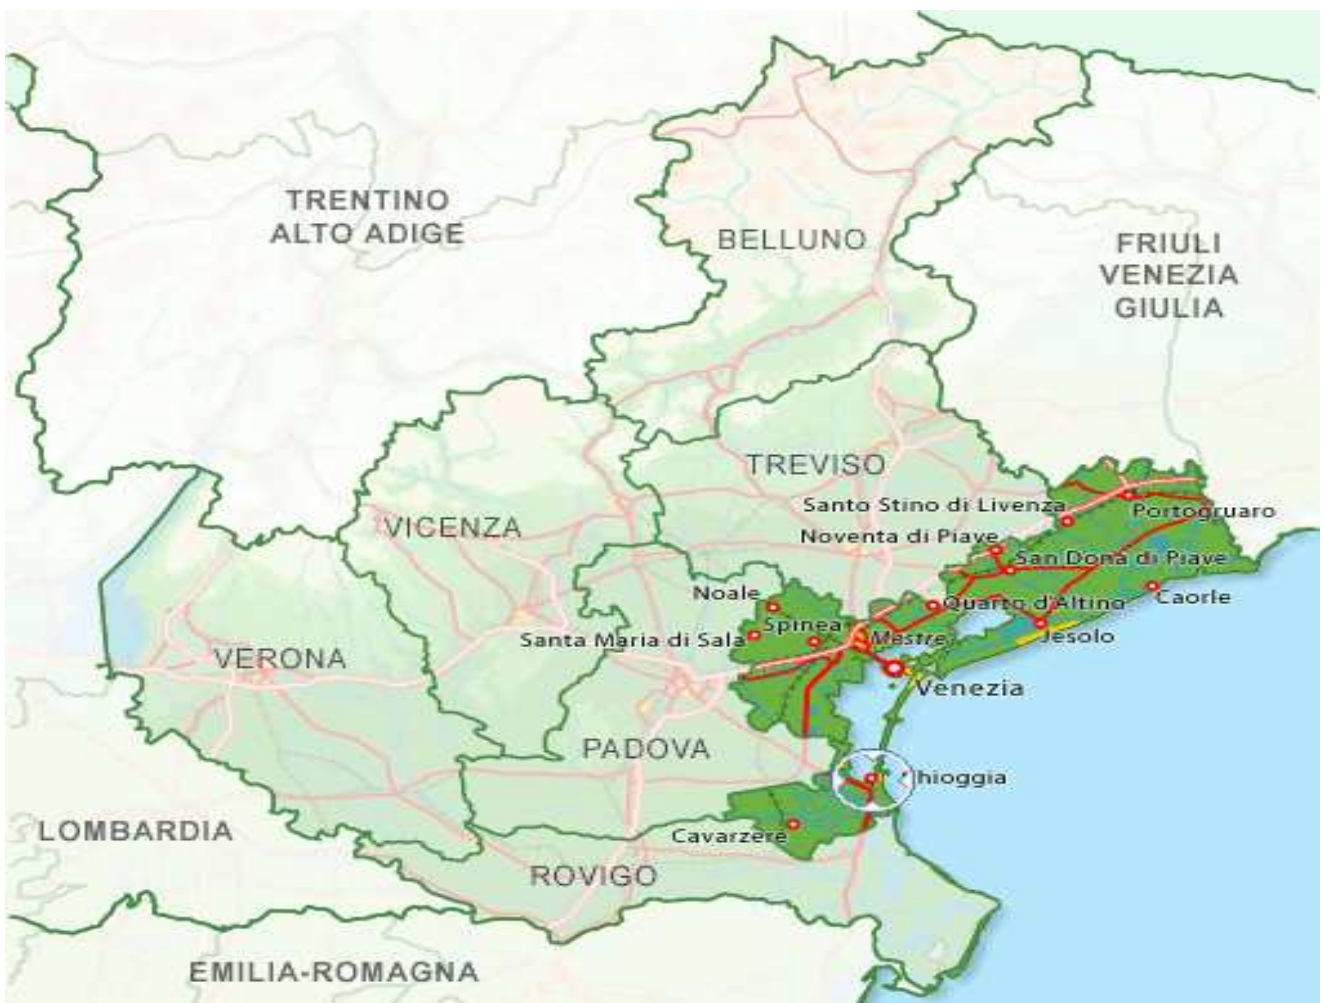 TRENTINO
ALTO ADIGE
BELLUNO
FRIULI
VENEZIA
GIULIA
TREVISO
Santo Stino di Livenza
Portogruaro
VICENZA
Noventa di Piave
San Donà di Piave
Noale
Quarto d'Altino
Caorle
Spinea
Santa Maria di Sala
Mestre
Jesolo
VERONA
Venezia
PADOVA
hioggia
LOMBARDIA
Cavarzere
ROVIGO
EMILIA-ROMAGNA